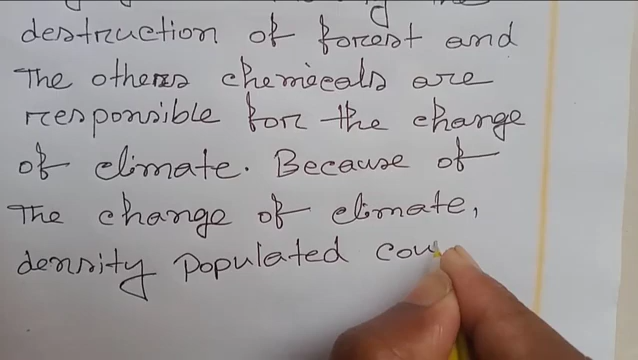 destruction of forest and
The others chemicals are
responsible for the change
of climate. Because of
The change of climate,
density populated cou